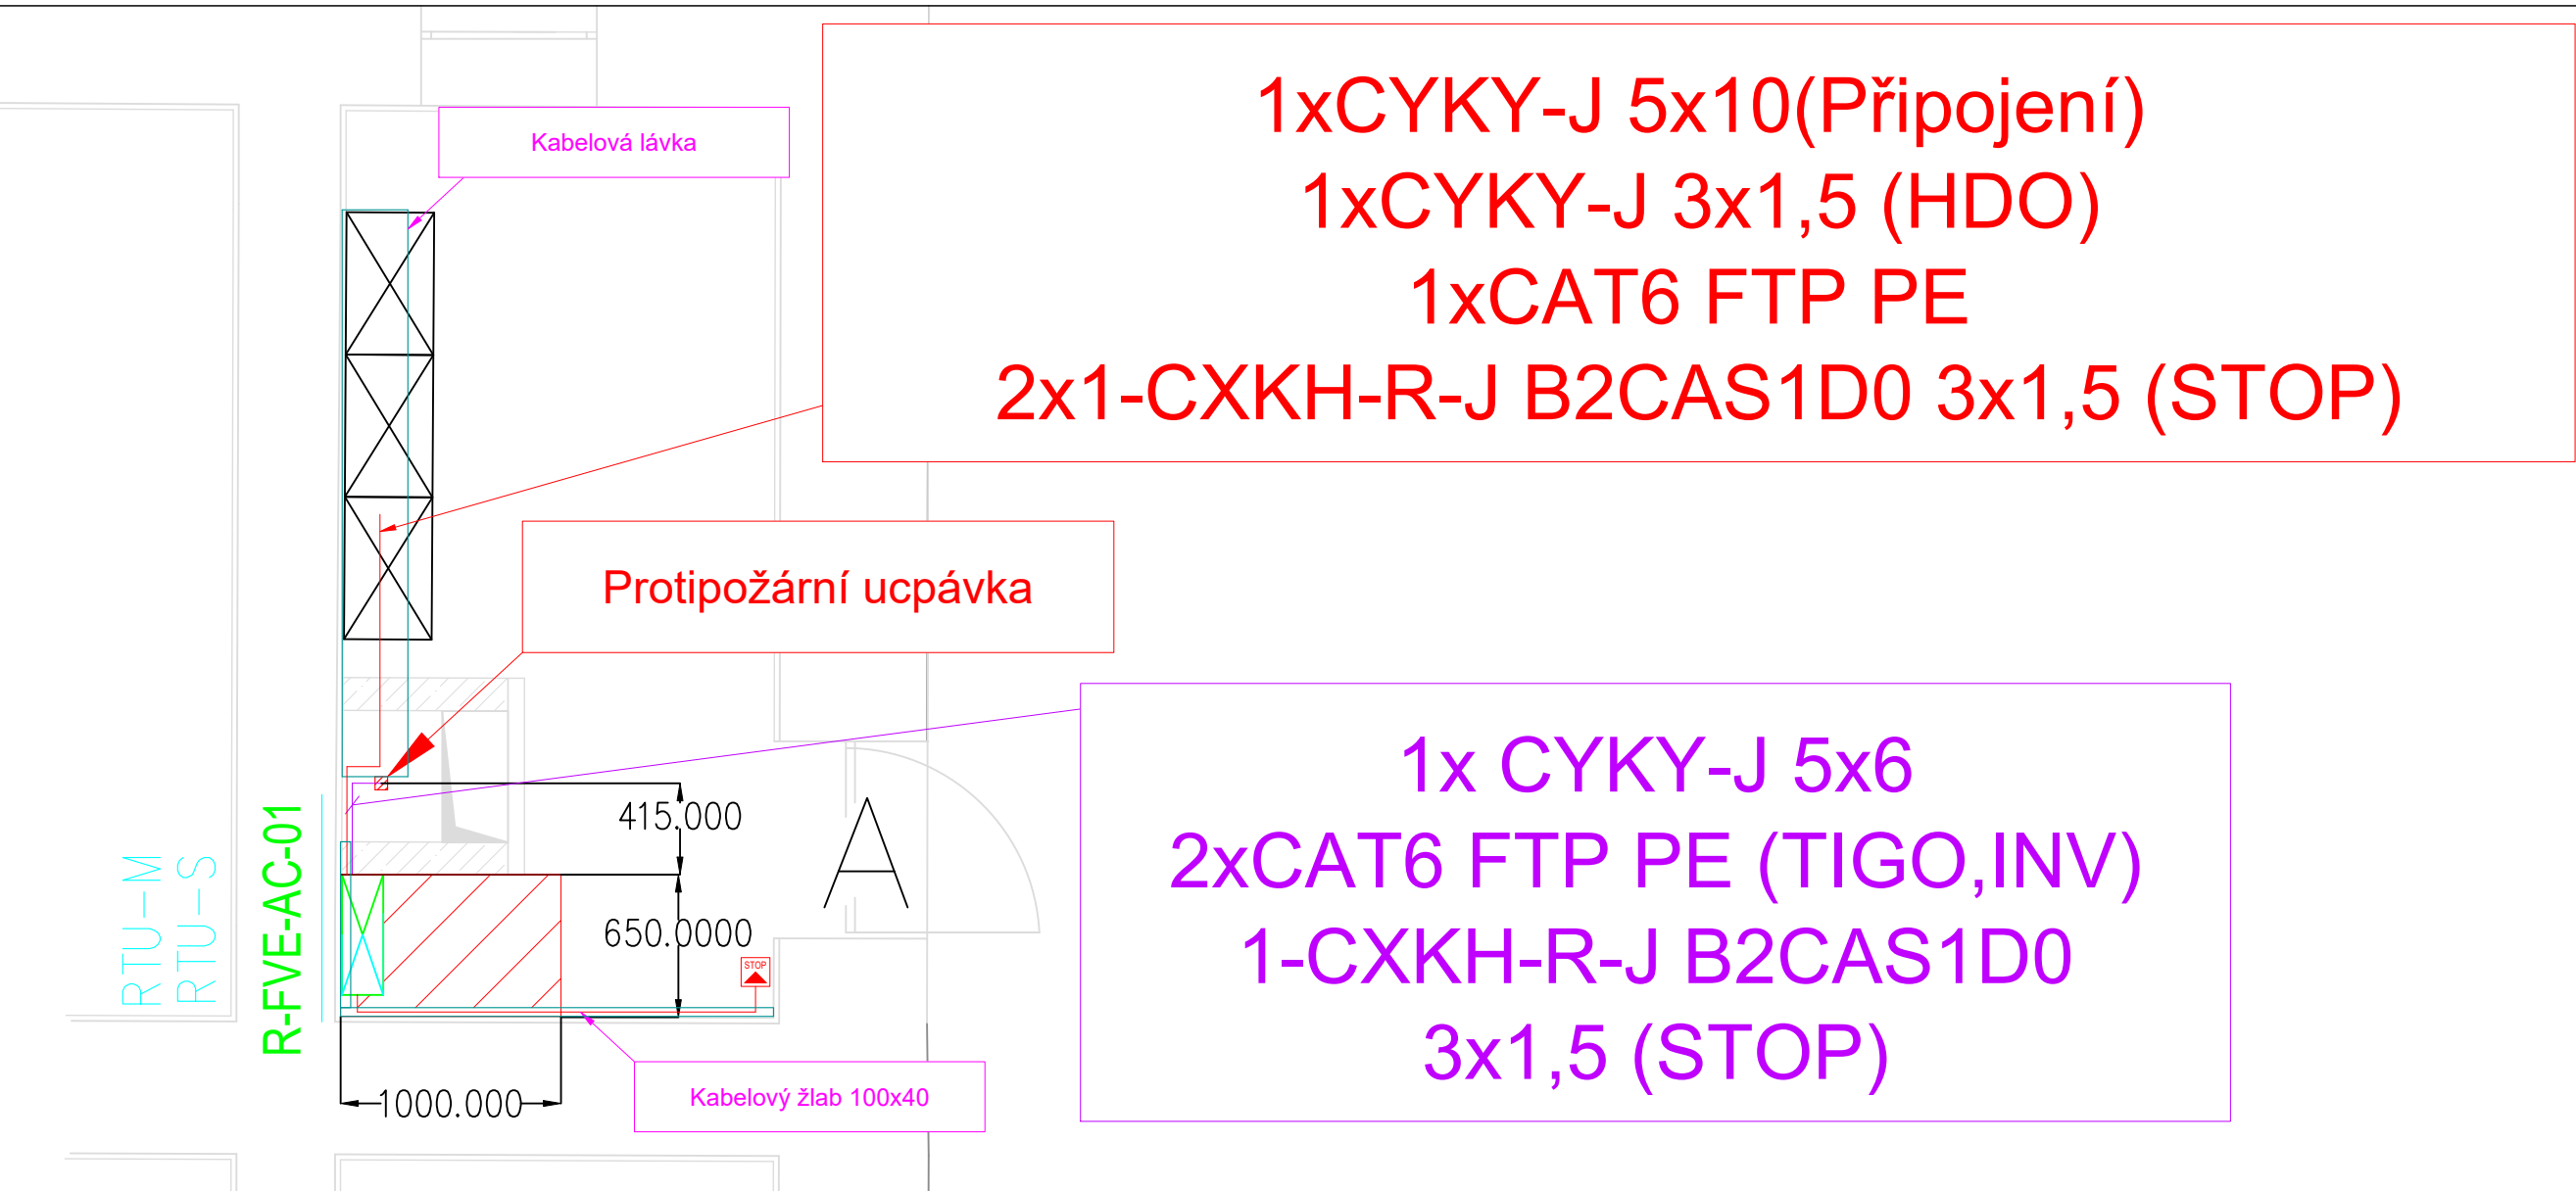 1xCYKY-J 5x10(Připojení)
1xCYKY-J 3x1,5 (HDO)
1xCAT6 FTP PE
2x1-CXKH-R-J B2CAS1D0 3x1,5 (STOP)
Kabelová lávka
Protipožární ucpávka
1x CYKY-J 5x6
2xCAT6 FTP PE (TIGO,INV)
1-CXKH-R-J B2CAS1D0
3x1,5 (STOP)
415.000
A
RTU-M
RTU-S
R-FVE-AC-01
650.0000
STOP
1000.000
Kabelový žlab 100x40